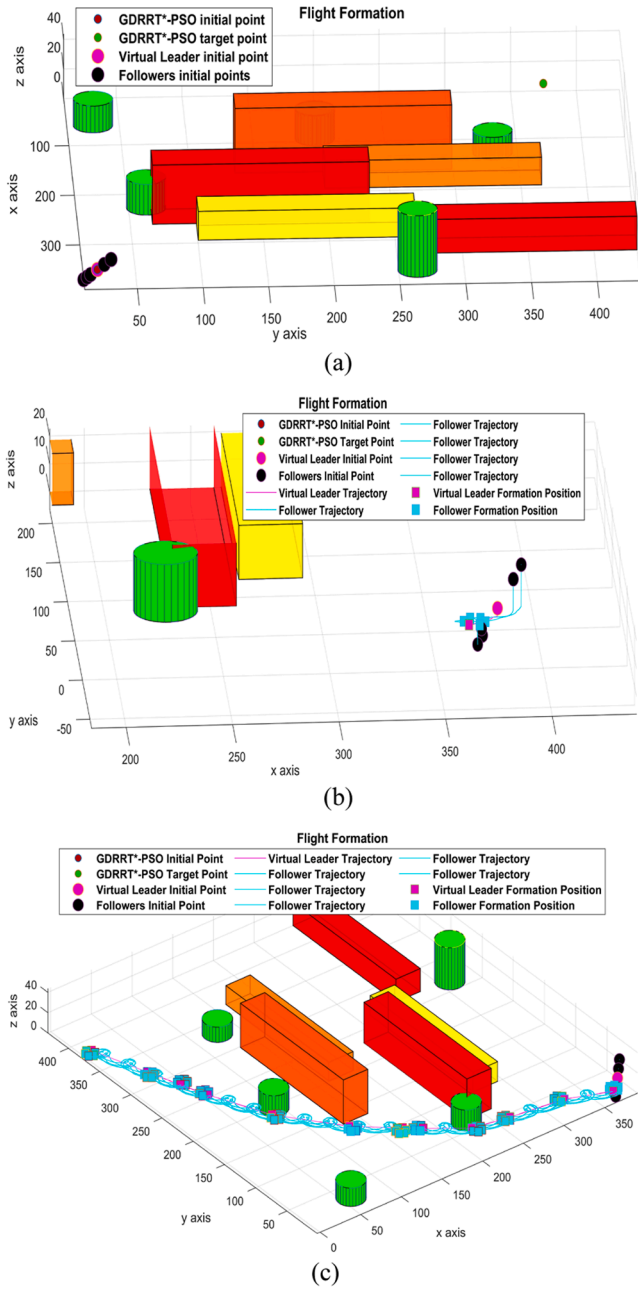 Flight Formation
GDRRT*-PSO initial point
GDRRT*-PSO target point
Virtual Leader initial point
Followers initial points
z axis
40
20
0
x axis
100
200
300
50
100
150
200
250
300
350
400
y axis
(a)
Flight Formation
GDRRT*-PSO Initial Point
GDRRT*-PSO Target Point
Virtual Leader Initial Point
Followers Initial Point
Virtual Leader Trajectory
Follower Trajectory
Follower Trajectory
Follower Trajectory
Follower Trajectory
Follower Trajectory
Virtual Leader Formation Position
Follower Formation Position
z axis
20
10
0
200
150
100
50
0
-50
y axis
200
250
300
350
400
x axis
(b)
Flight Formation
GDRRT*-PSO Initial Point
GDRRT*-PSO Target Point
Virtual Leader Initial Point
Followers Initial Point
Virtual Leader Trajectory
Follower Trajectory
Follower Trajectory
Follower Trajectory
Follower Trajectory
Follower Trajectory
Virtual Leader Formation Position
Follower Formation Position
z axis
40
20
0
400
350
300
250
200
150
100
50
y axis
0
50
100
150
200
250
300
350
x axis
(c)